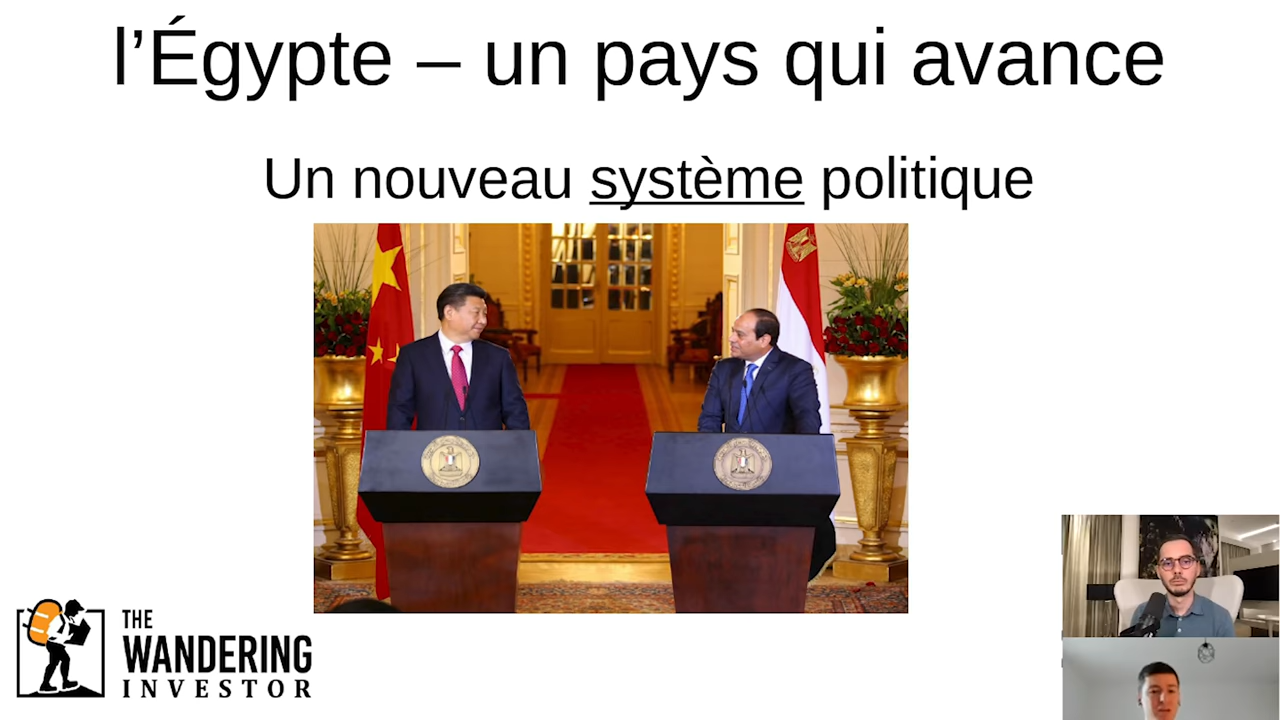 l’Égypte – un pays qui avance
Un nouveau système politique
THE
WANDERING
INVESTOR